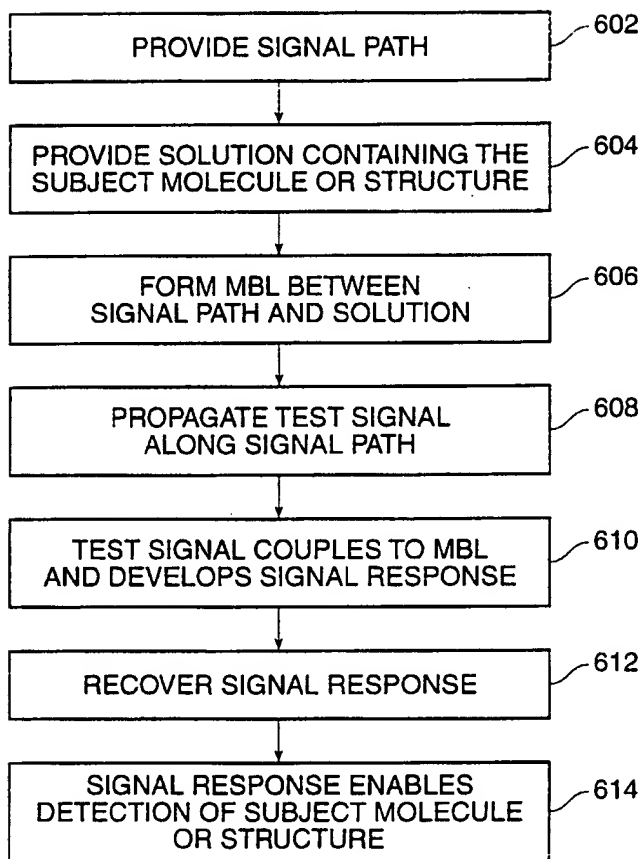 PROVIDE SIGNAL PATH
602
PROVIDE SOLUTION CONTAINING THE
SUBJECT MOLECULE OR STRUCTURE
604
FORM MBL BETWEEN
SIGNAL PATH AND SOLUTION
606
PROPAGATE TEST SIGNAL
ALONG SIGNAL PATH
608
TEST SIGNAL COUPLES TO MBL
AND DEVELOPS SIGNAL RESPONSE
610
RECOVER SIGNAL RESPONSE
612
SIGNAL RESPONSE ENABLES
DETECTION OF SUBJECT MOLECULE
OR STRUCTURE
614